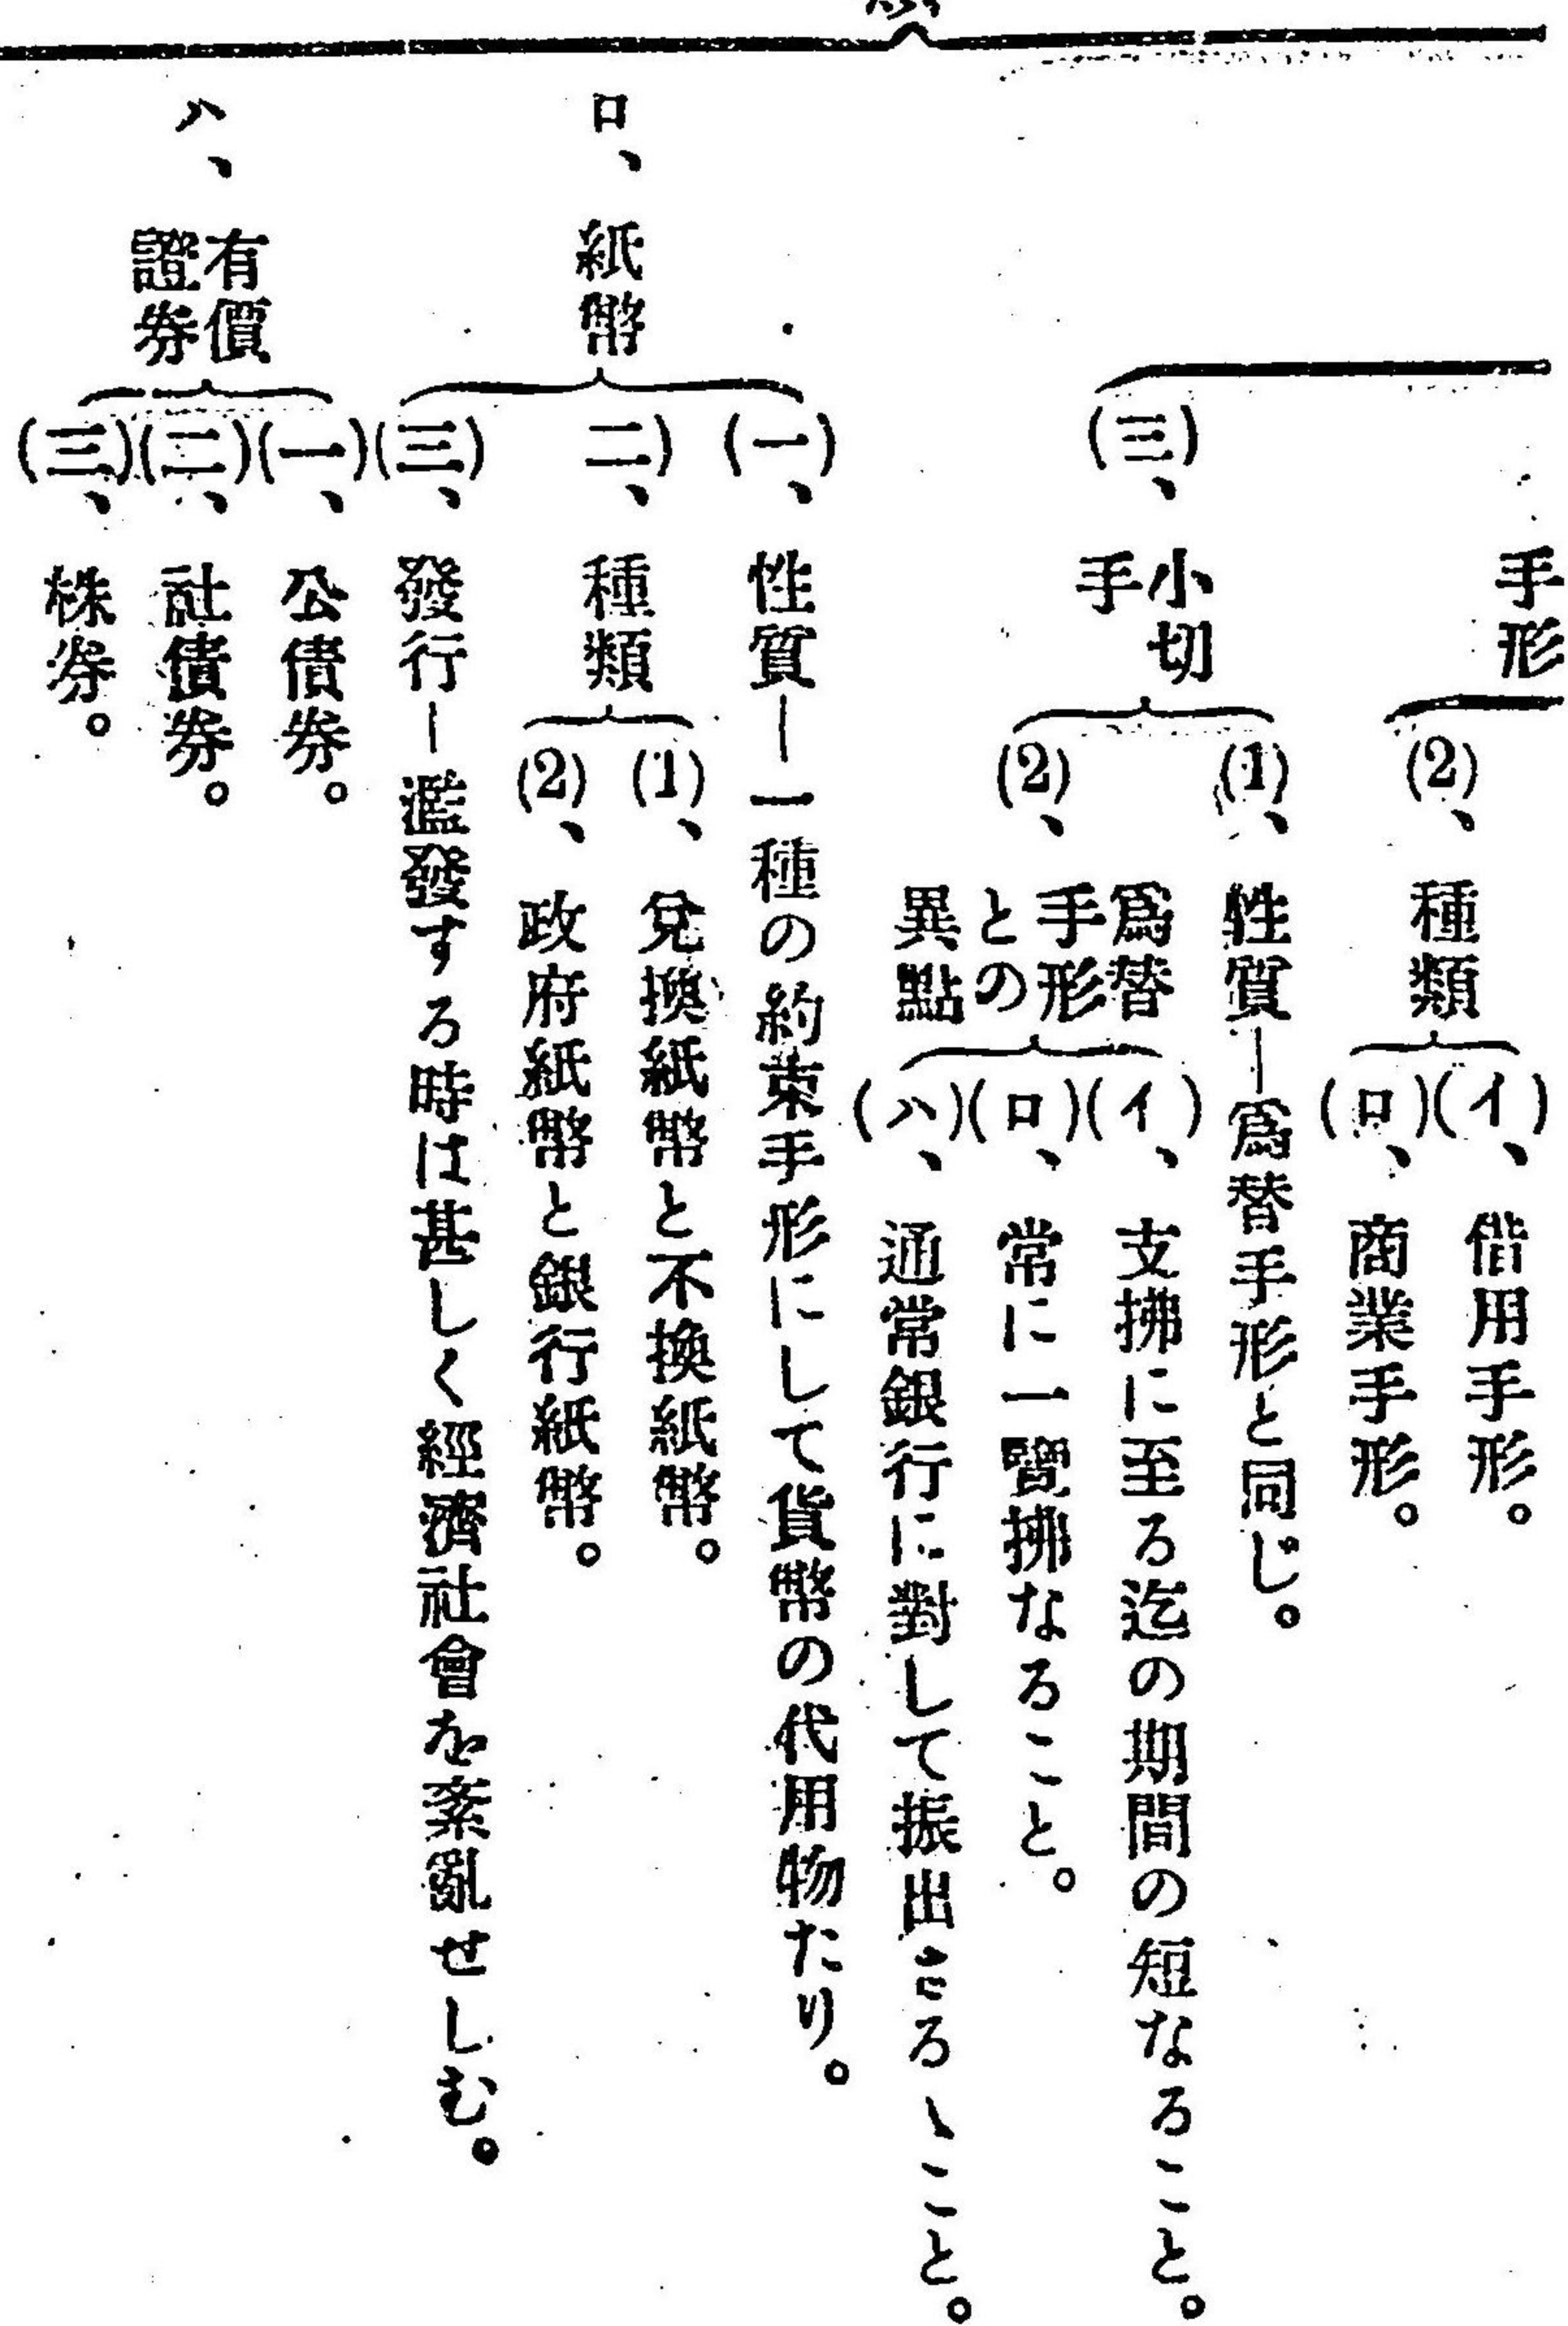 手形
(2)、種類
(イ)、借用手形。
(ロ)、商業手形。
(三)、小切手
(1)、性質―爲替手形と同じ。
(2)、爲替手形との異點
(イ)、支拂に至る迄の期間の短なること。
(ロ)、常に一覽拂なること。
(ハ)、通常銀行に對して振出さるゝこと。
ロ、紙幣
(一)、性質―一種の約束手形にして貨幣の代用物たり。
二)、種類
(1)、兌換紙幣と不換紙幣。
(2)、政府紙幣と銀行紙幣。
(三)、發行―濫發する時は甚しく經濟社會を紊亂せしむ。
ハ、有價證券
(一)、公債券。
(二)、社債券。
(三)、株券。